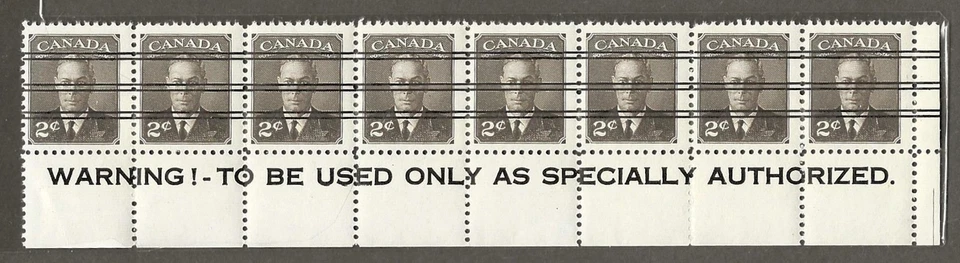 CANADA CANADA CANADA CANADA CANADA CANADA CANADA CANADA
2¢ 2¢ 2¢ 2¢ 2¢ 2¢ 2¢ 2¢
WARNING!-TO BE USED ONLY AS SPECIALLY AUTHORIZED.